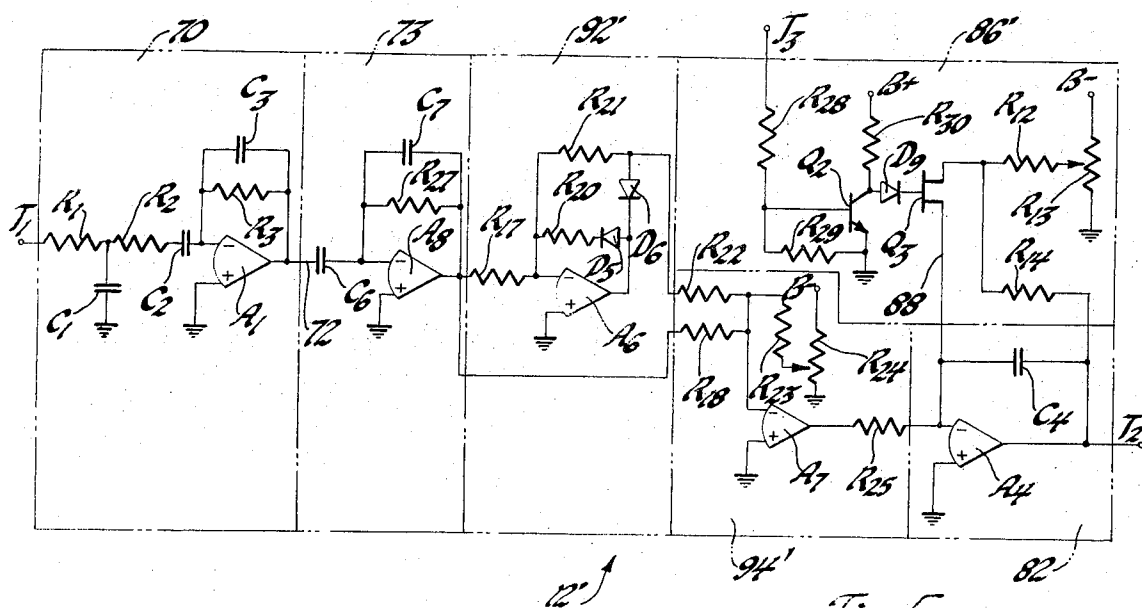 70
73
92'
T3
86'
C3
C7
R21
R28
B+
R30
R12
B-
D9
T1
R1
R2
R3
R27
R20
Q2
A8
R17
D5
D6
R29
Q3
R13
R22
R14
C1
C2
A1
72
C6
A6
B-
88
R18
R23
R24
C4
T2
A7
R25
A4
94'
82
12'